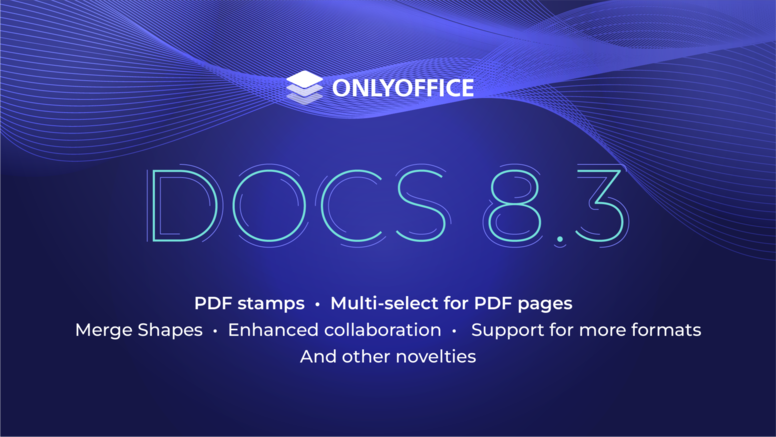 ONLYOFFICE
DOCS 8.3
PDF stamps • Multi-select for PDF pages
Merge Shapes • Enhanced collaboration • Support for more formats
And other novelties